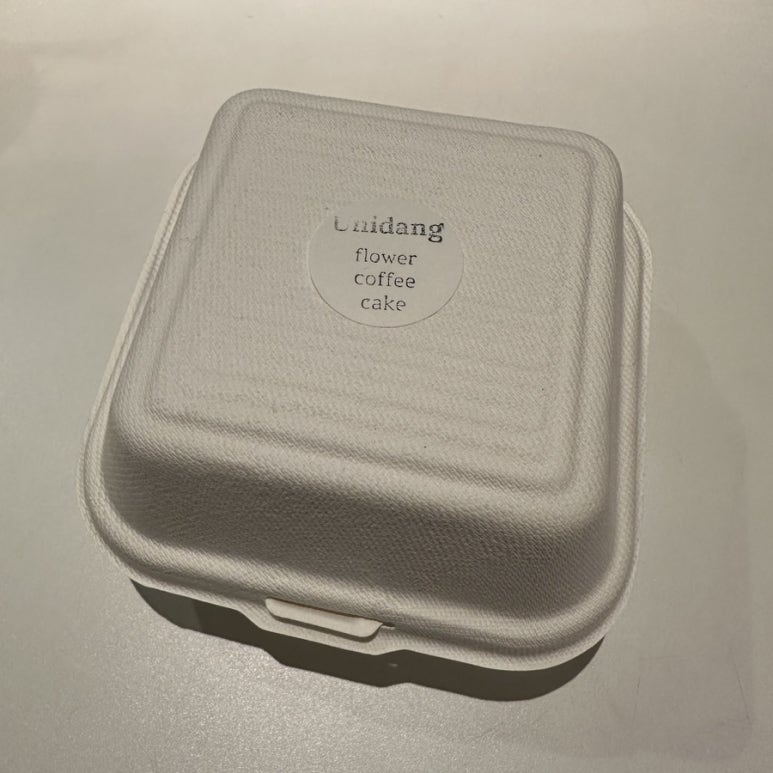 Unidang
flower
coffee
cake